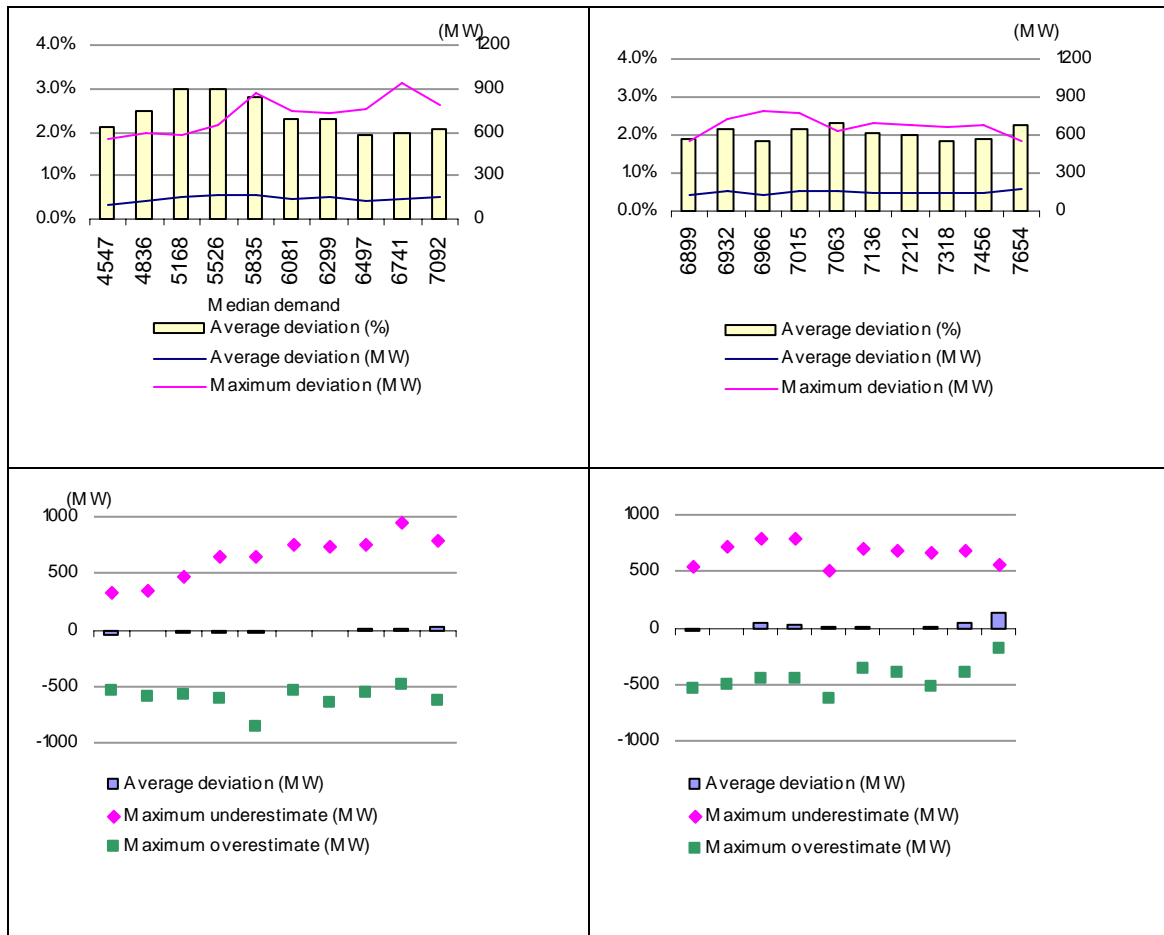 (MW)
4.0%
1200
3.0%
900
2.0%
600
1.0%
300
0.0%
0
4547 4836 5168 5526 5835 6081 6299 6497 6741 7092
Median demand
Average deviation (%)
Average deviation (MW)
Maximum deviation (MW)
(MW)
4.0%
1200
3.0%
900
2.0%
600
1.0%
300
0.0%
0
6899 6932 6966 7015 7063 7136 7212 7318 7456 7654
Average deviation (%)
Average deviation (MW)
Maximum deviation (MW)
(MW)
1000
500
0
-500
-1000
Average deviation (MW)
Maximum underestimate (MW)
Maximum overestimate (MW)
1000
500
0
-500
-1000
Average deviation (MW)
Maximum underestimate (MW)
Maximum overestimate (MW)